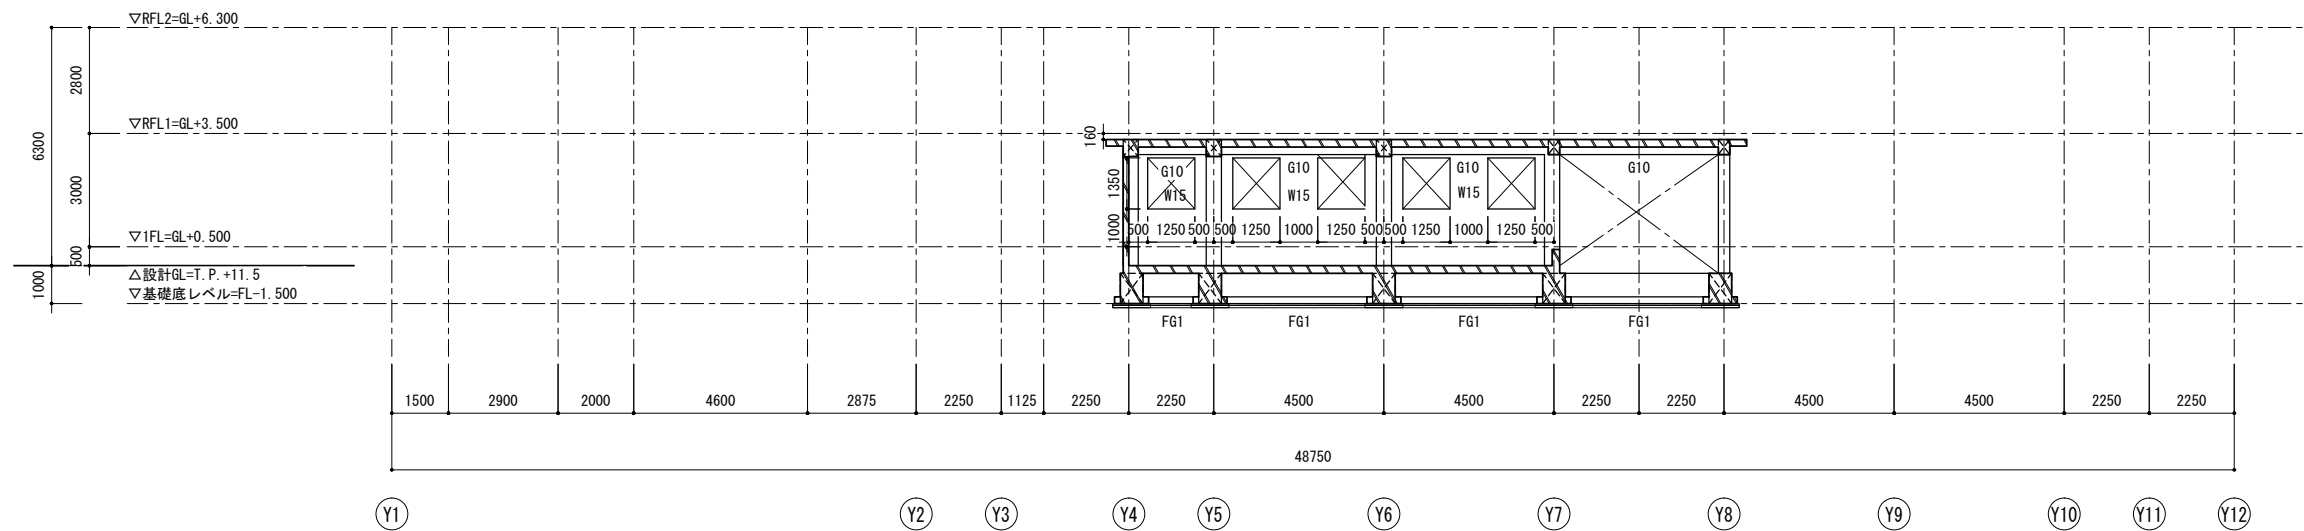 ▽RFL2=GL+6.300
2800
▽RFL1=GL+3.500
160
6300
3000
1350
G10
G10
G10
G10
W15
W15
W15
1000
▽1FL=GL+0.500
500
1250
500
500
1250
1000
1250
500
500
1250
1000
1250
500
500
△設計GL=T.P.+11.5
1000
▽基礎底レベル=FL-1.500
FG1
FG1
FG1
FG1
1500
2900
2000
4600
2875
2250
1125
2250
2250
4500
4500
2250
2250
4500
4500
2250
2250
48750
Y1
Y2
Y3
Y4
Y5
Y6
Y7
Y8
Y9
Y10
Y11
Y12